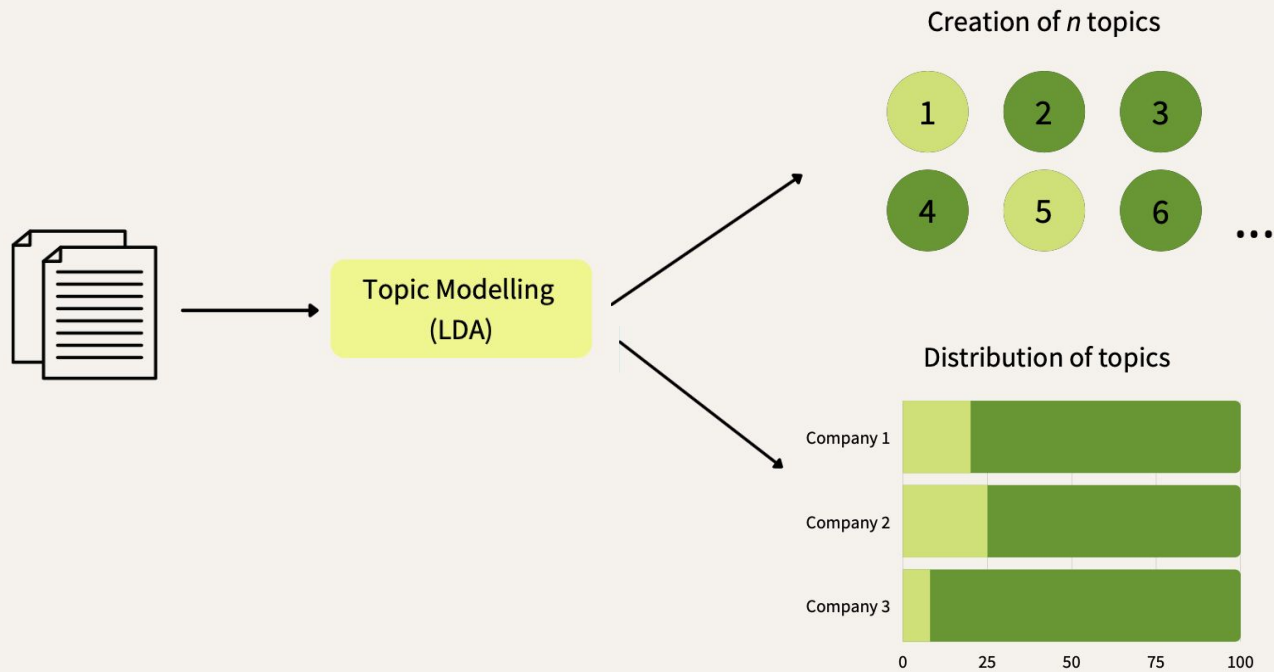 Creation of n topics
1 2 3
4 5 6 ...
Topic Modelling
(LDA)
Distribution of topics
Company 1
Company 2
Company 3
0 25 50 75 100